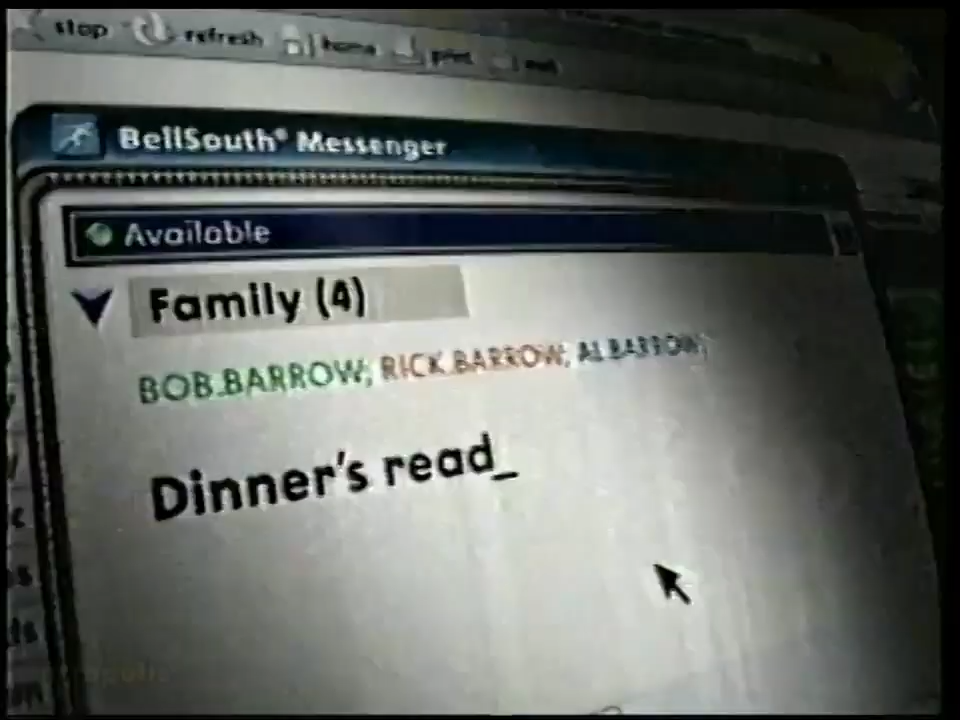 stop refresh home print
BellSouth® Messenger
Available
Family (4)
BOB.BARROW; RICK.BARROW; AL.BARROW;
Dinner's read_